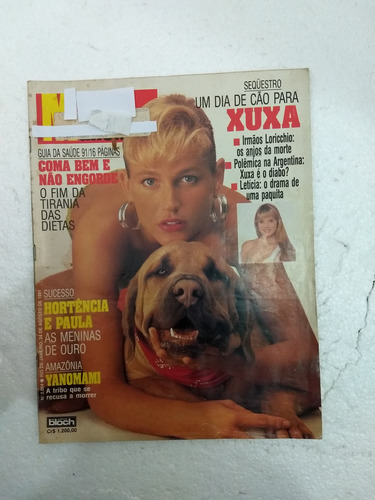 SEQÜESTRO
UM DIA DE CÃO PARA
XUXA
Irmãos Loricchio:
os anjos da morte
Polêmica na Argentina:
Xuxa é o diabo?
Letícia: o drama de
uma paquita
GUIA DA SAÚDE 91/16 PÁGINAS
COMA BEM E
NÃO ENGORDE
O FIM DA
TIRANIA
DAS
DIETAS
SUCESSO
HORTÊNCIA
E PAULA
AS MENINAS
DE OURO
AMAZÔNIA
YANOMAMI
A tribo que se
recusa a morrer
bloch
Cr$ 1.200,00